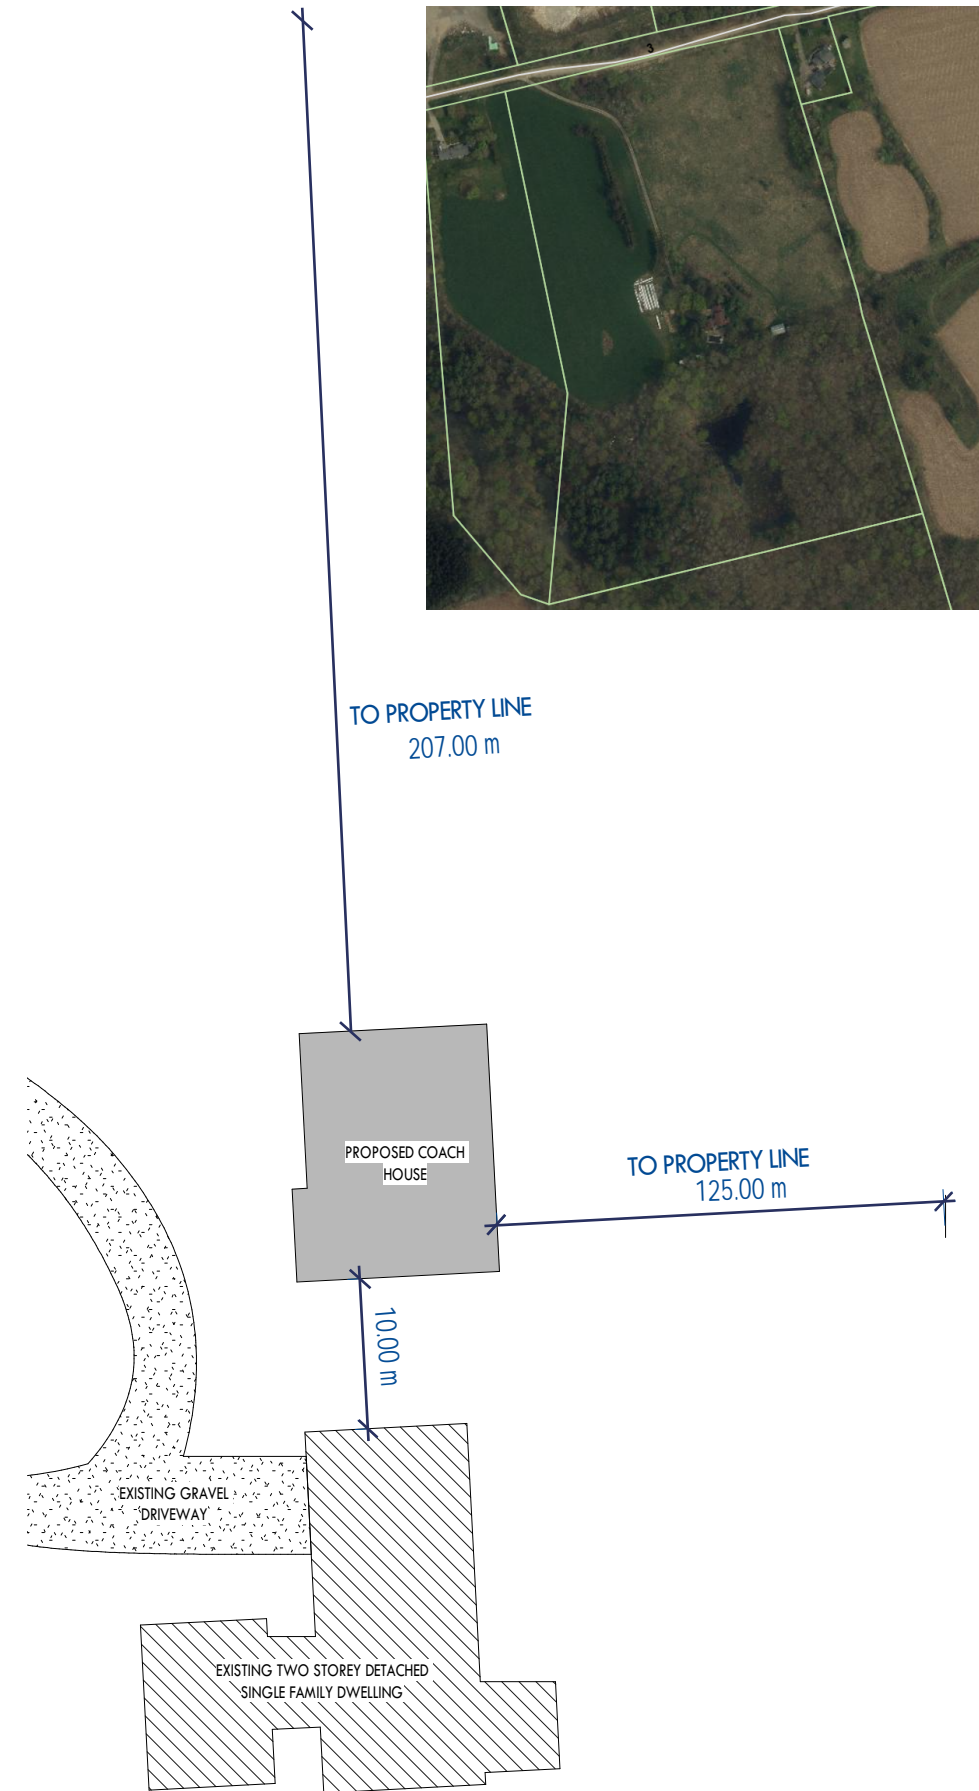 3
TO PROPERTY LINE
207.00 m
PROPOSED COACH
HOUSE
TO PROPERTY LINE
125.00 m
10.00 m
EXISTING GRAVEL
DRIVEWAY
EXISTING TWO STOREY DETACHED
SINGLE FAMILY DWELLING